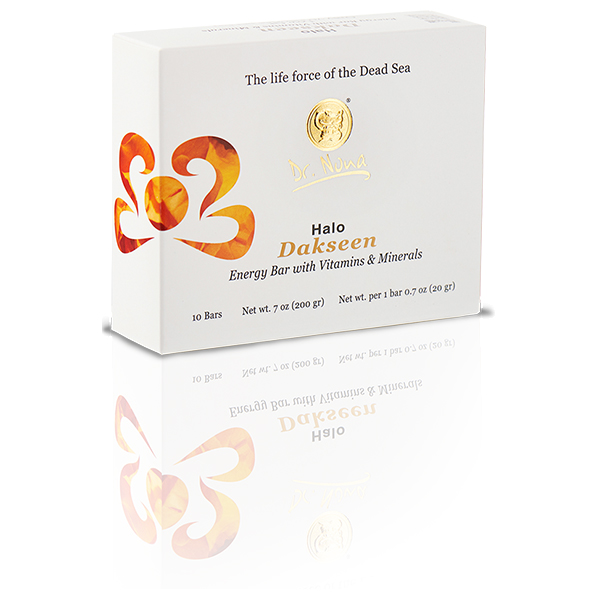 The life force of the Dead Sea
®
Dr. Nona
Halo
Dakseen
Energy Bar with Vitamins & Minerals
10 Bars Net wt. 7 oz (200 gr) Net wt. per 1 bar 0.7 oz (20 gr)